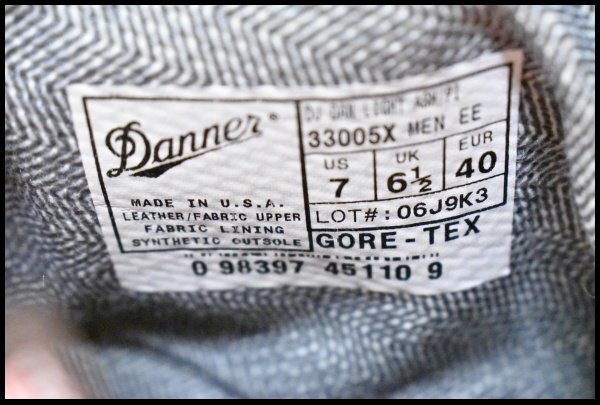 Danner®
MADE IN U.S.A.
LEATHER/FABRIC UPPER
FABRIC LINING
SYNTHETIC OUTSOLE
LIGHT
33005X MEN EE
US
7
UK
6½
EUR
40
LOT#: 06J9K3
GORE-TEX
0 98397 45110 9